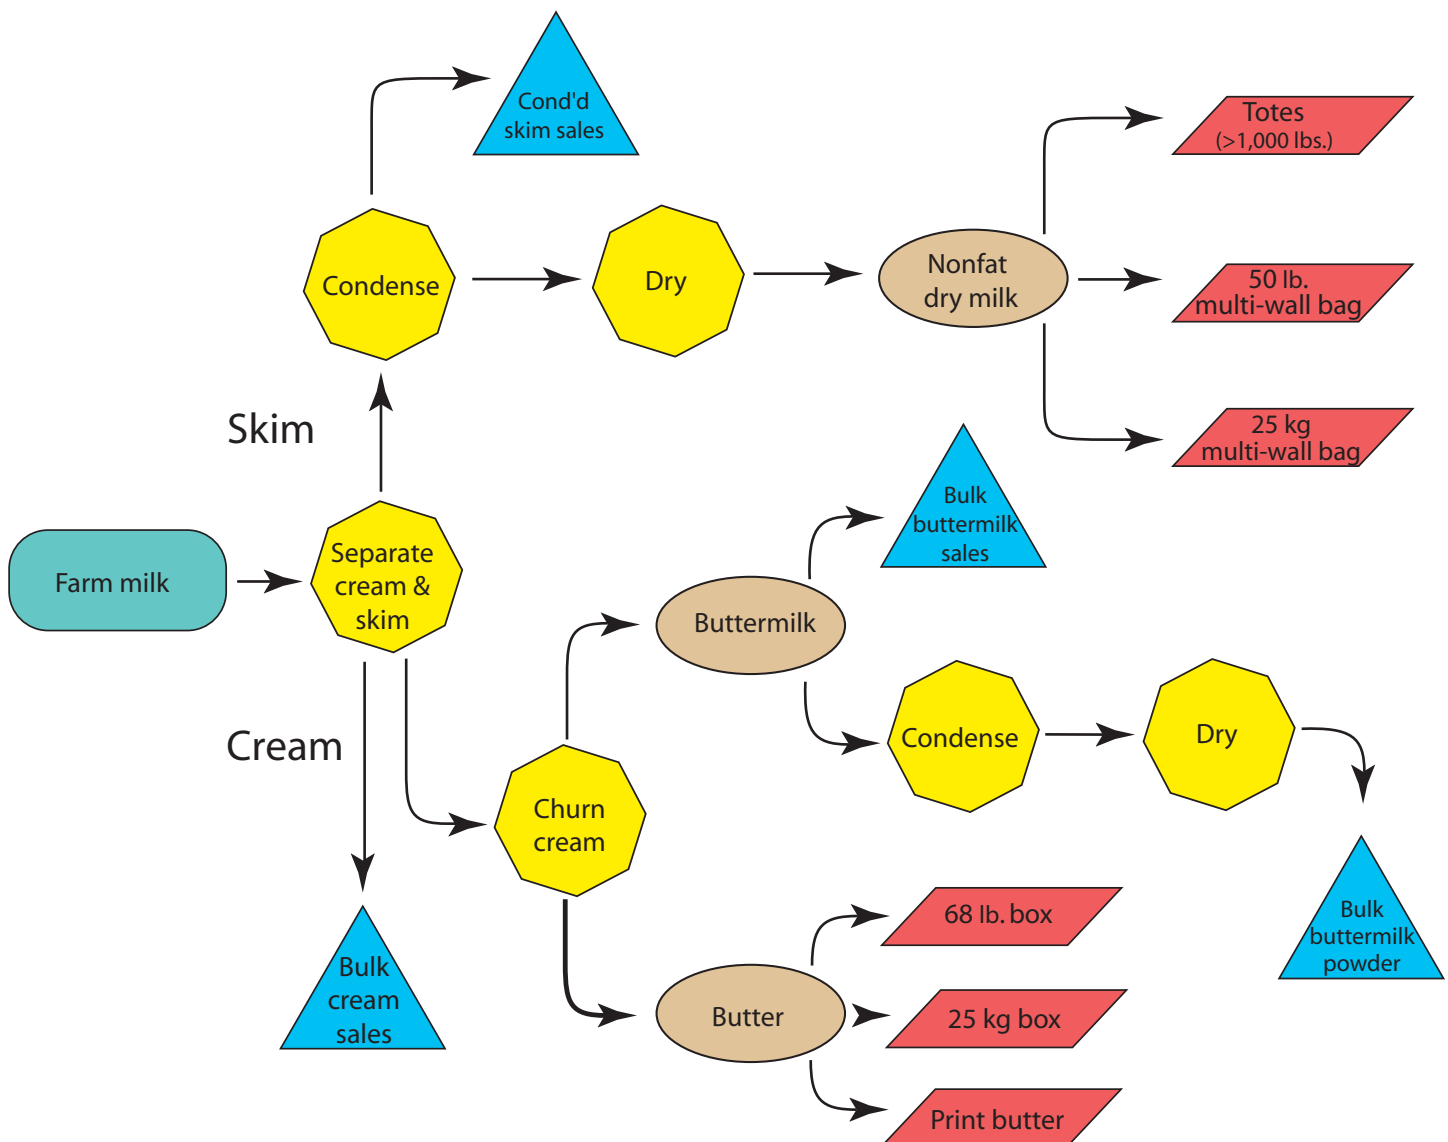 Cond'd
skim sales
Totes
(>1,000 lbs.)
Condense
Dry
Nonfat
dry milk
50 lb.
multi-wall bag
Skim
25 kg
multi-wall bag
Bulk
buttermilk
sales
Farm milk
Separate
cream &
skim
Buttermilk
Cream
Condense
Dry
Churn
cream
68 lb. box
Bulk
buttermilk
powder
Bulk
cream
sales
Butter
25 kg box
Print butter